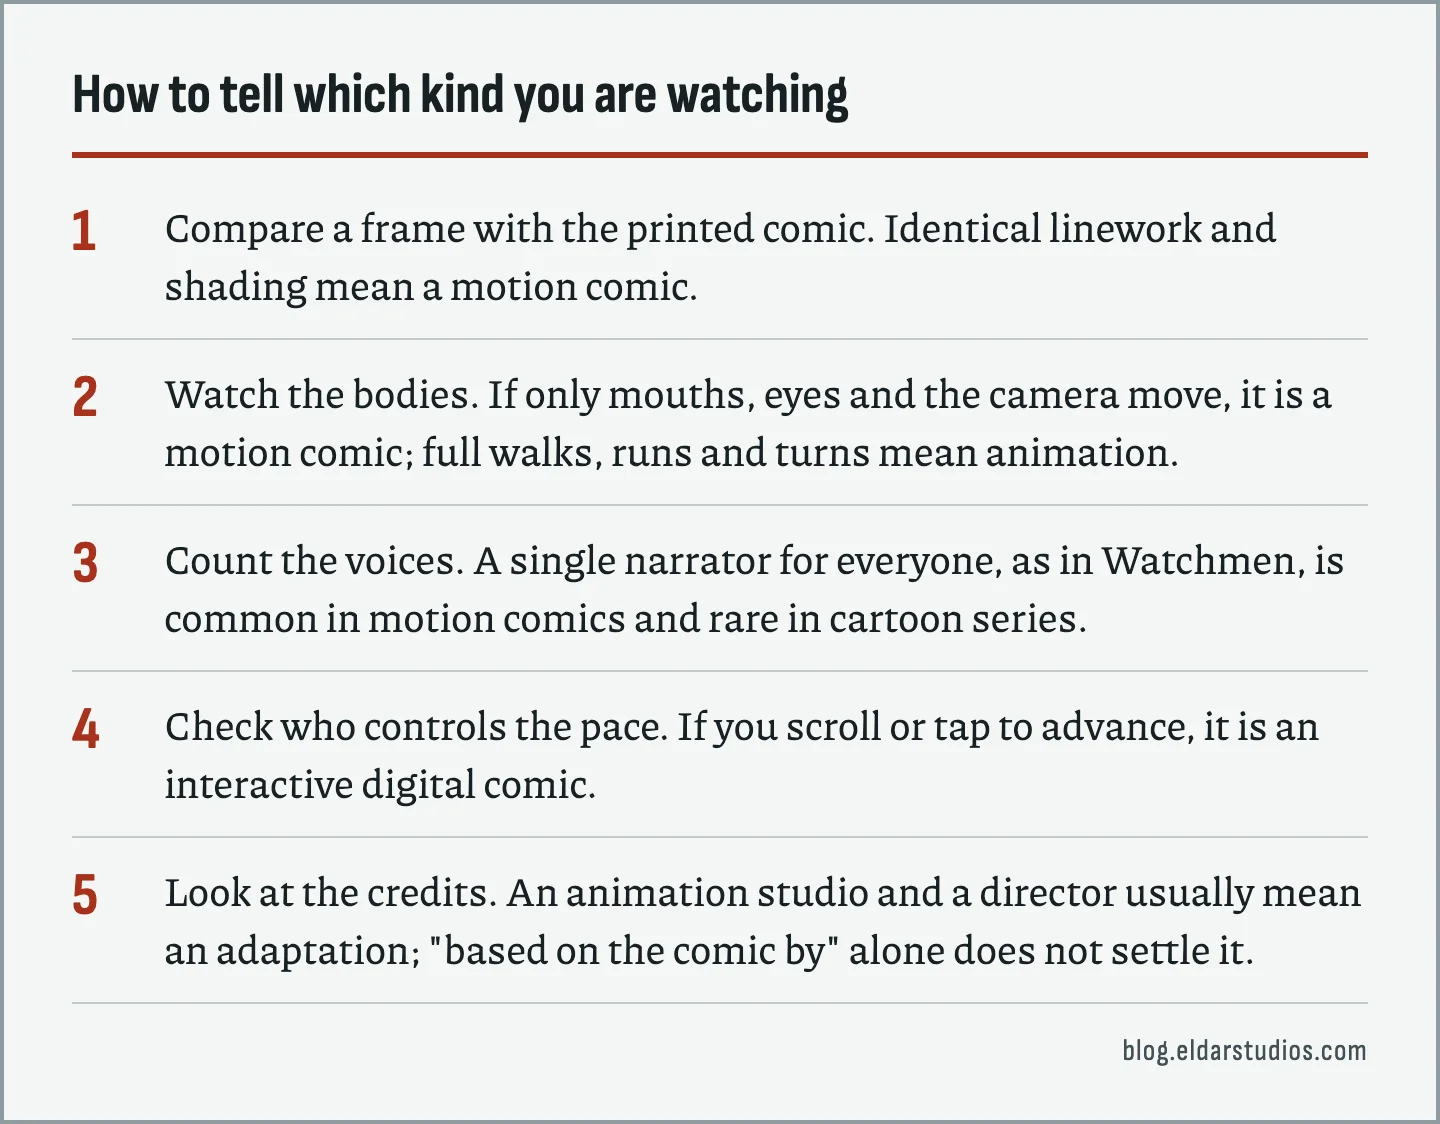 How to tell which kind you are watching
1 Compare a frame with the printed comic. Identical linework and
shading mean a motion comic.
2 Watch the bodies. If only mouths, eyes and the camera move, it is a
motion comic; full walks, runs and turns mean animation.
3 Count the voices. A single narrator for everyone, as in Watchmen, is
common in motion comics and rare in cartoon series.
4 Check who controls the pace. If you scroll or tap to advance, it is an
interactive digital comic.
5 Look at the credits. An animation studio and a director usually mean
an adaptation; "based on the comic by" alone does not settle it.
blog.eldarstudios.com